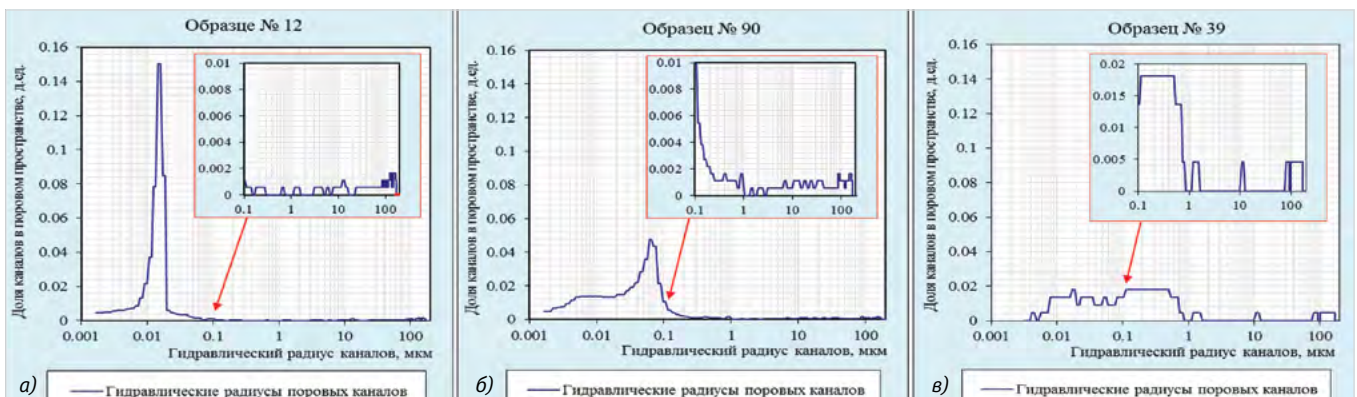 Образце № 12
Доля каналов в поровом пространстве, д.ед.
0.16
0.14
0.12
0.1
0.08
0.06
0.04
0.02
0
0.01
0.008
0.006
0.004
0.002
0
0.1 1 10 100
0.001 0.01 0.1 1 10 100
Гидравлический радиус каналов, мкм
а)
Гидравлические радиусы поровых каналов
Образец № 90
Доля каналов в поровом пространстве, д.ед.
0.16
0.14
0.12
0.1
0.08
0.06
0.04
0.02
0
0.01
0.008
0.006
0.004
0.002
0
0.1 1 10 100
0.001 0.01 0.1 1 10 100
Гидравлический радиус каналов, мкм
б)
Гидравлические радиусы поровых каналов
Образец № 39
Доля каналов в поровом пространстве, д.ед.
0.16
0.14
0.12
0.1
0.08
0.06
0.04
0.02
0
0.02
0.015
0.01
0.005
0
0.1 1 10 100
0.001 0.01 0.1 1 10 100
Гидравлический радиус каналов, мкм
в)
Гидравлические радиусы поровых каналов